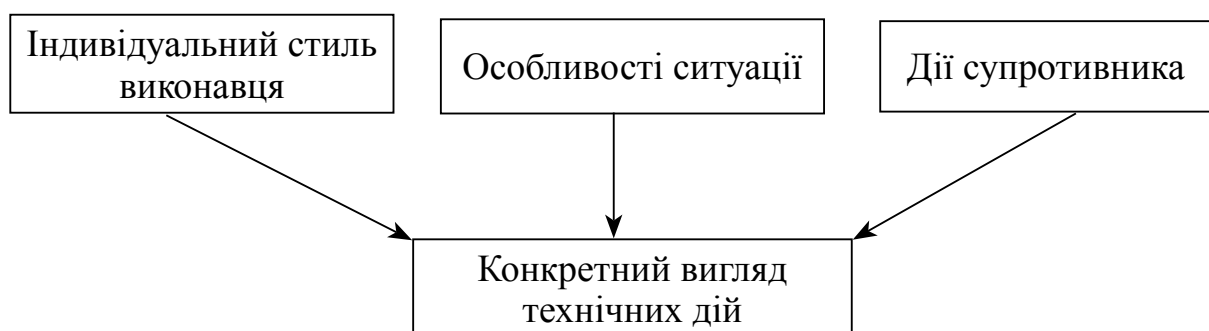 Індивідуальний стиль
виконавця
Особливості ситуації
Дії супротивника
Конкретний вигляд
технічних дій